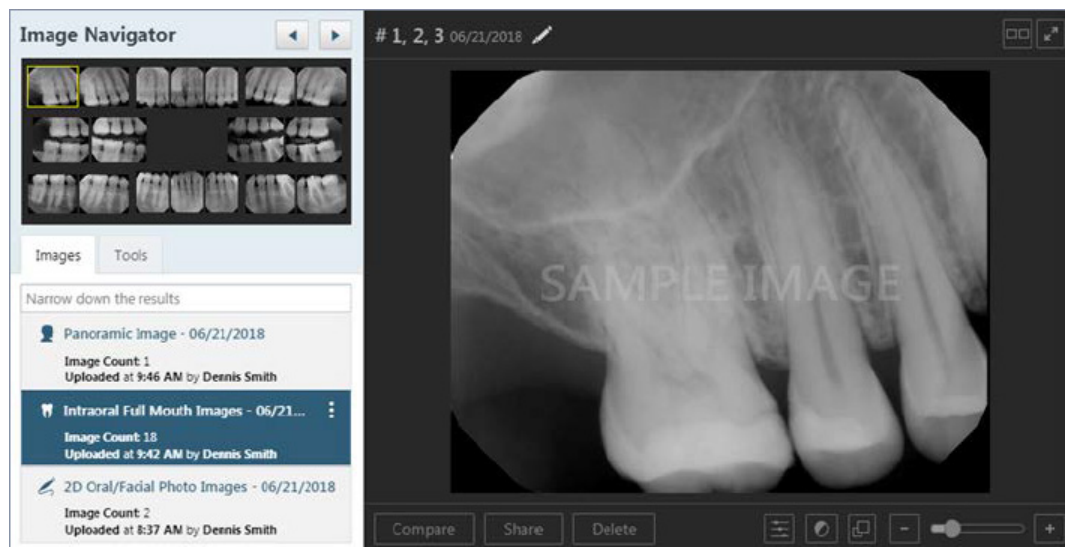 Image Navigator
# 1, 2, 3 06/21/2018
Images
Tools
Narrow down the results
Panoramic Image - 06/21/2018
Image Count: 1
Uploaded at 9:46 AM by Dennis Smith
Intraoral Full Mouth Images - 06/21...
Image Count: 18
Uploaded at 9:42 AM by Dennis Smith
2D Oral/Facial Photo Images - 06/21/2018
Image Count: 2
Uploaded at 8:37 AM by Dennis Smith
SAMPLE IMAGE
Compare
Share
Delete